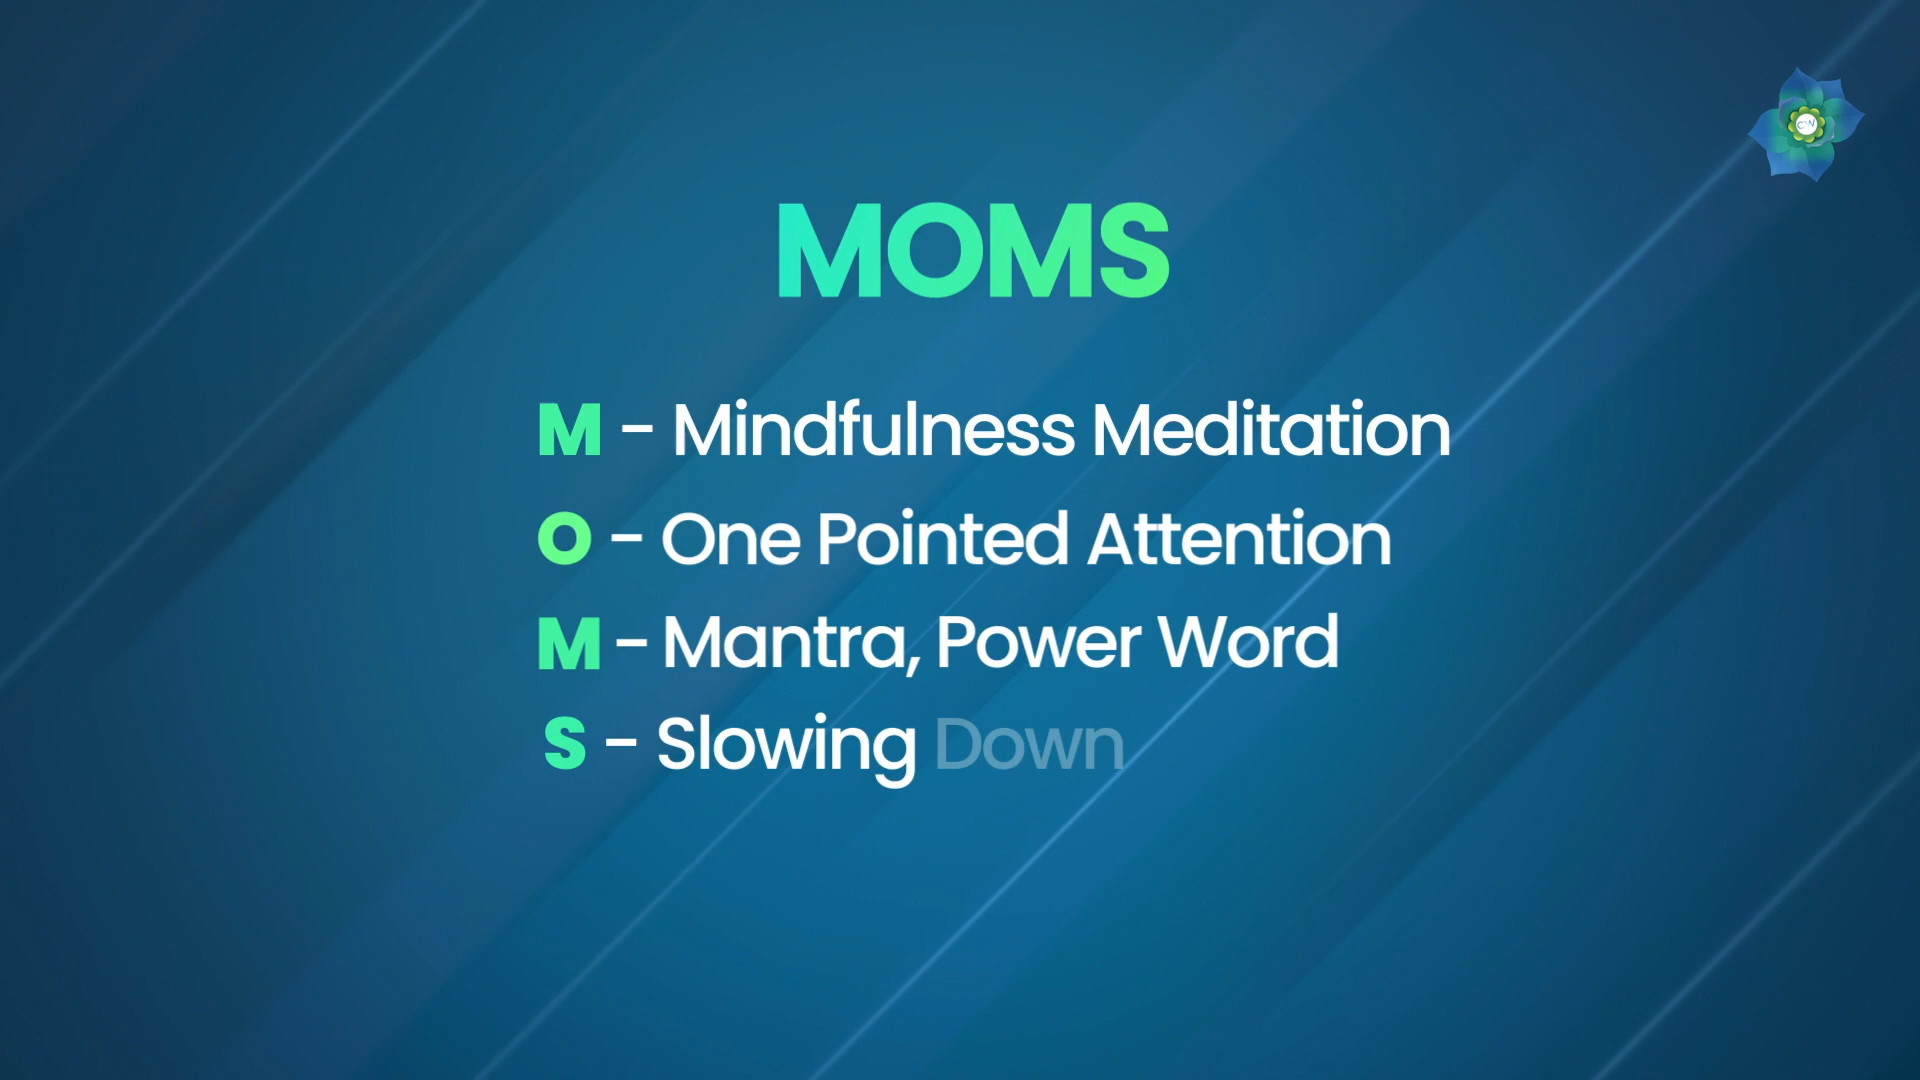 MOMS
M - Mindfulness Meditation
O - One Pointed Attention
M - Mantra, Power Word
S - Slowing Down